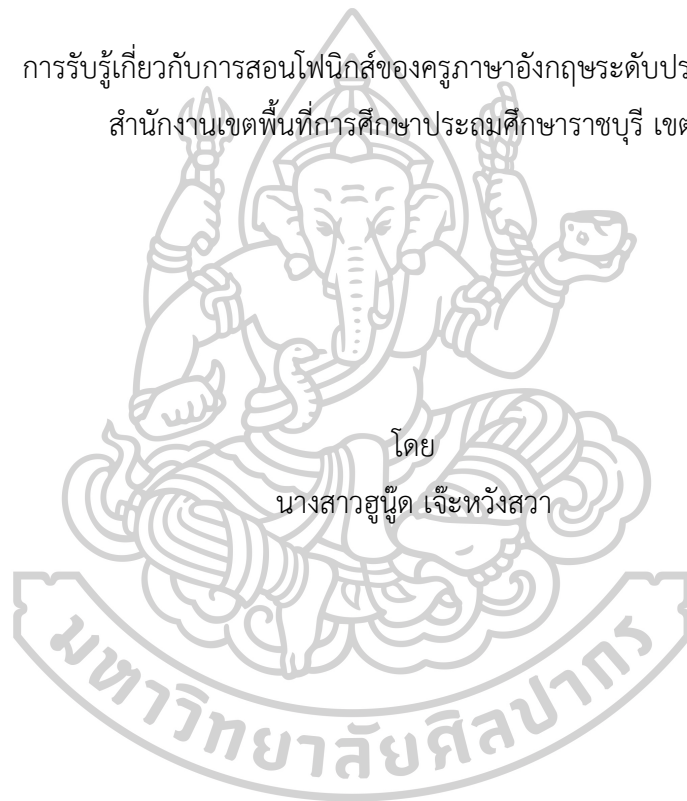 การรับรู้เกี่ยวกับการสอนโฟนิกส์ของครูภาษาอังกฤษระดับประ
สำนักงานเขตพื้นที่การศึกษาประถมศึกษาราชบุรี เขต
โดย
นางสาวฮูนู๊ด เจ๊ะหวังสวา
มหาวิทยาลัยศิลปากร